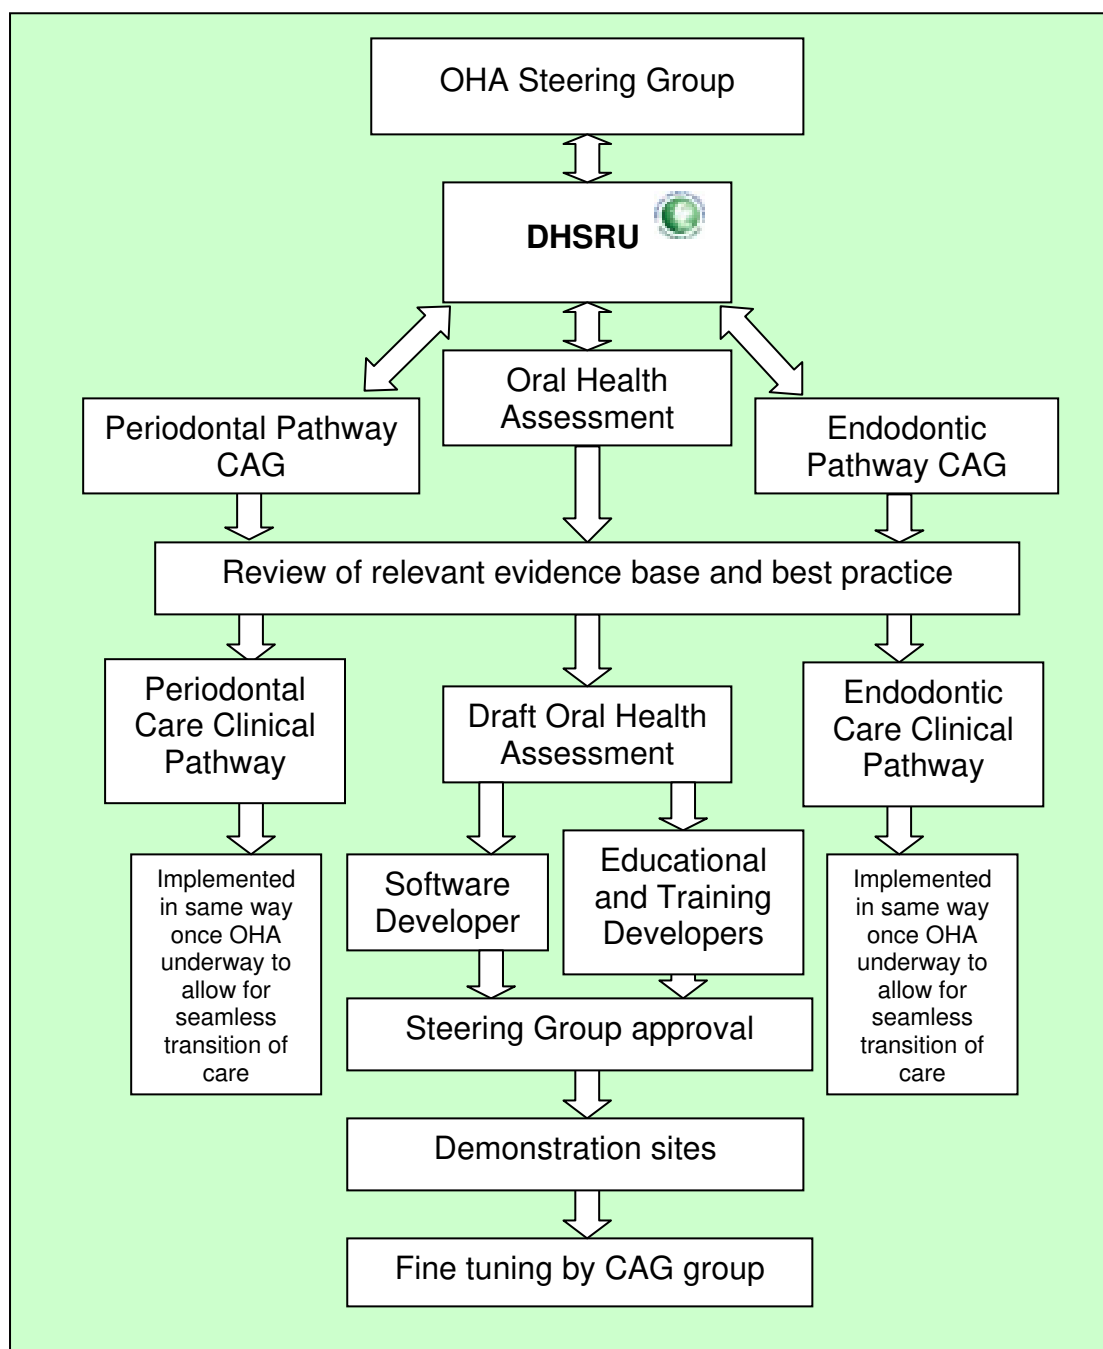 OHA Steering Group
DHSRU
Oral Health
Assessment
Periodontal Pathway
CAG
Endodontic
Pathway CAG
Review of relevant evidence base and best practice
Periodontal
Care Clinical
Pathway
Draft Oral Health
Assessment
Endodontic
Care Clinical
Pathway
Implemented
in same way
once OHA
underway to
allow for
seamless
transition of
care
Software
Developer
Educational
and Training
Developers
Implemented
in same way
once OHA
underway to
allow for
seamless
transition of
care
Steering Group approval
Demonstration sites
Fine tuning by CAG group